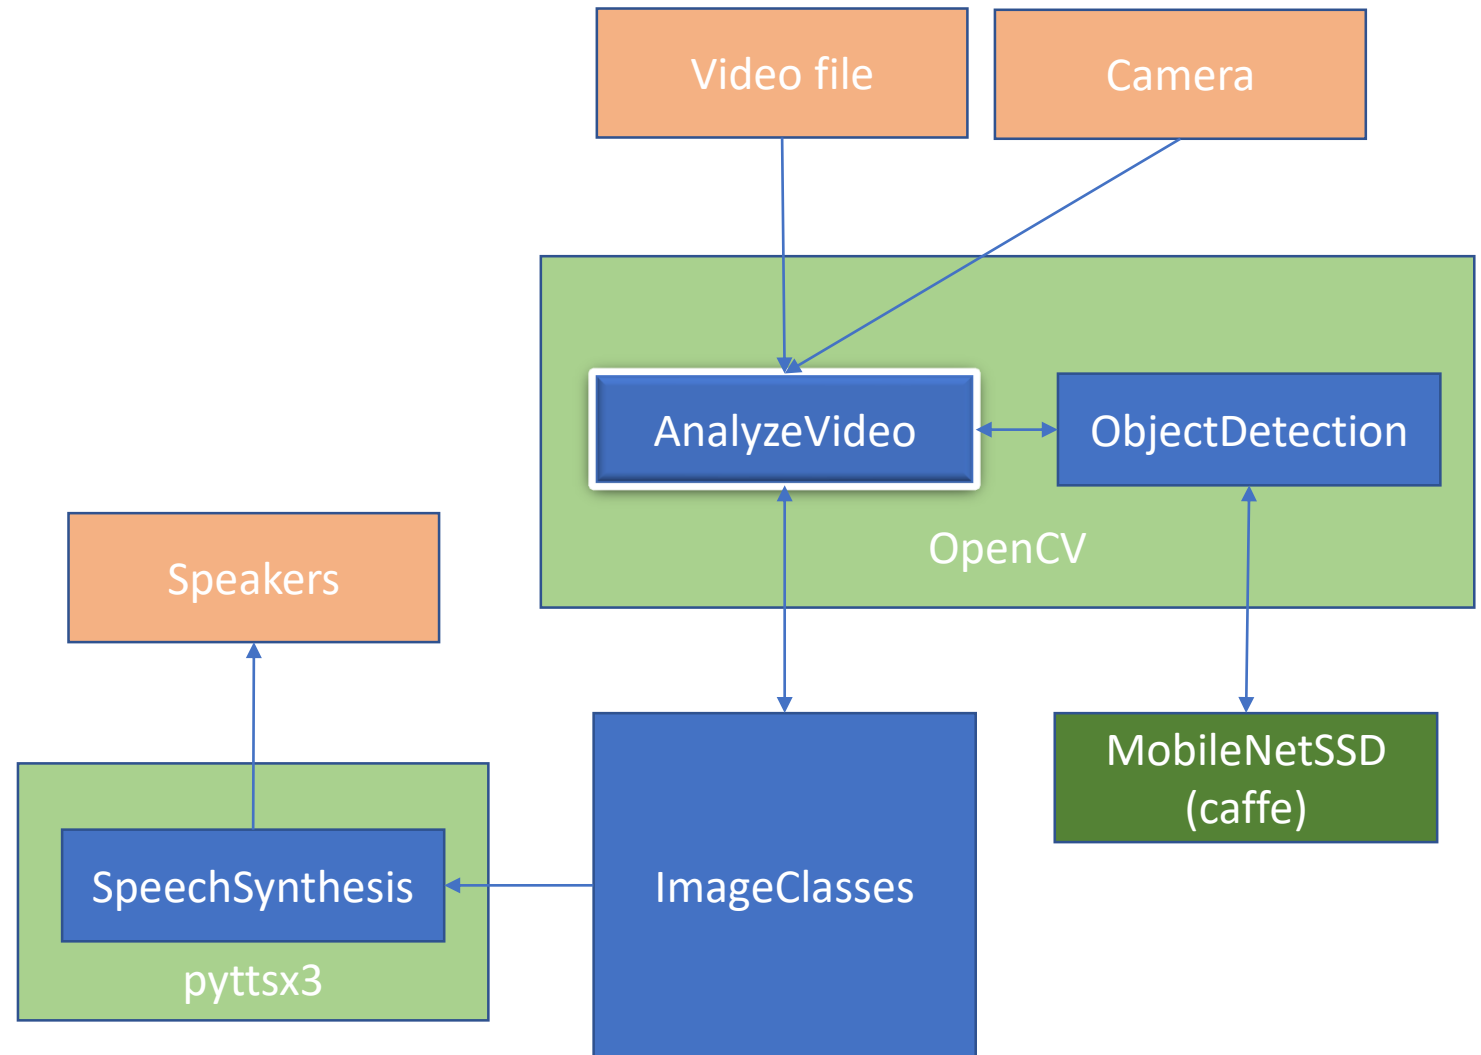 Video file
Camera
AnalyzeVideo
ObjectDetection
OpenCV
Speakers
MobileNetSSD
(caffe)
SpeechSynthesis
ImageClasses
pyttsx3